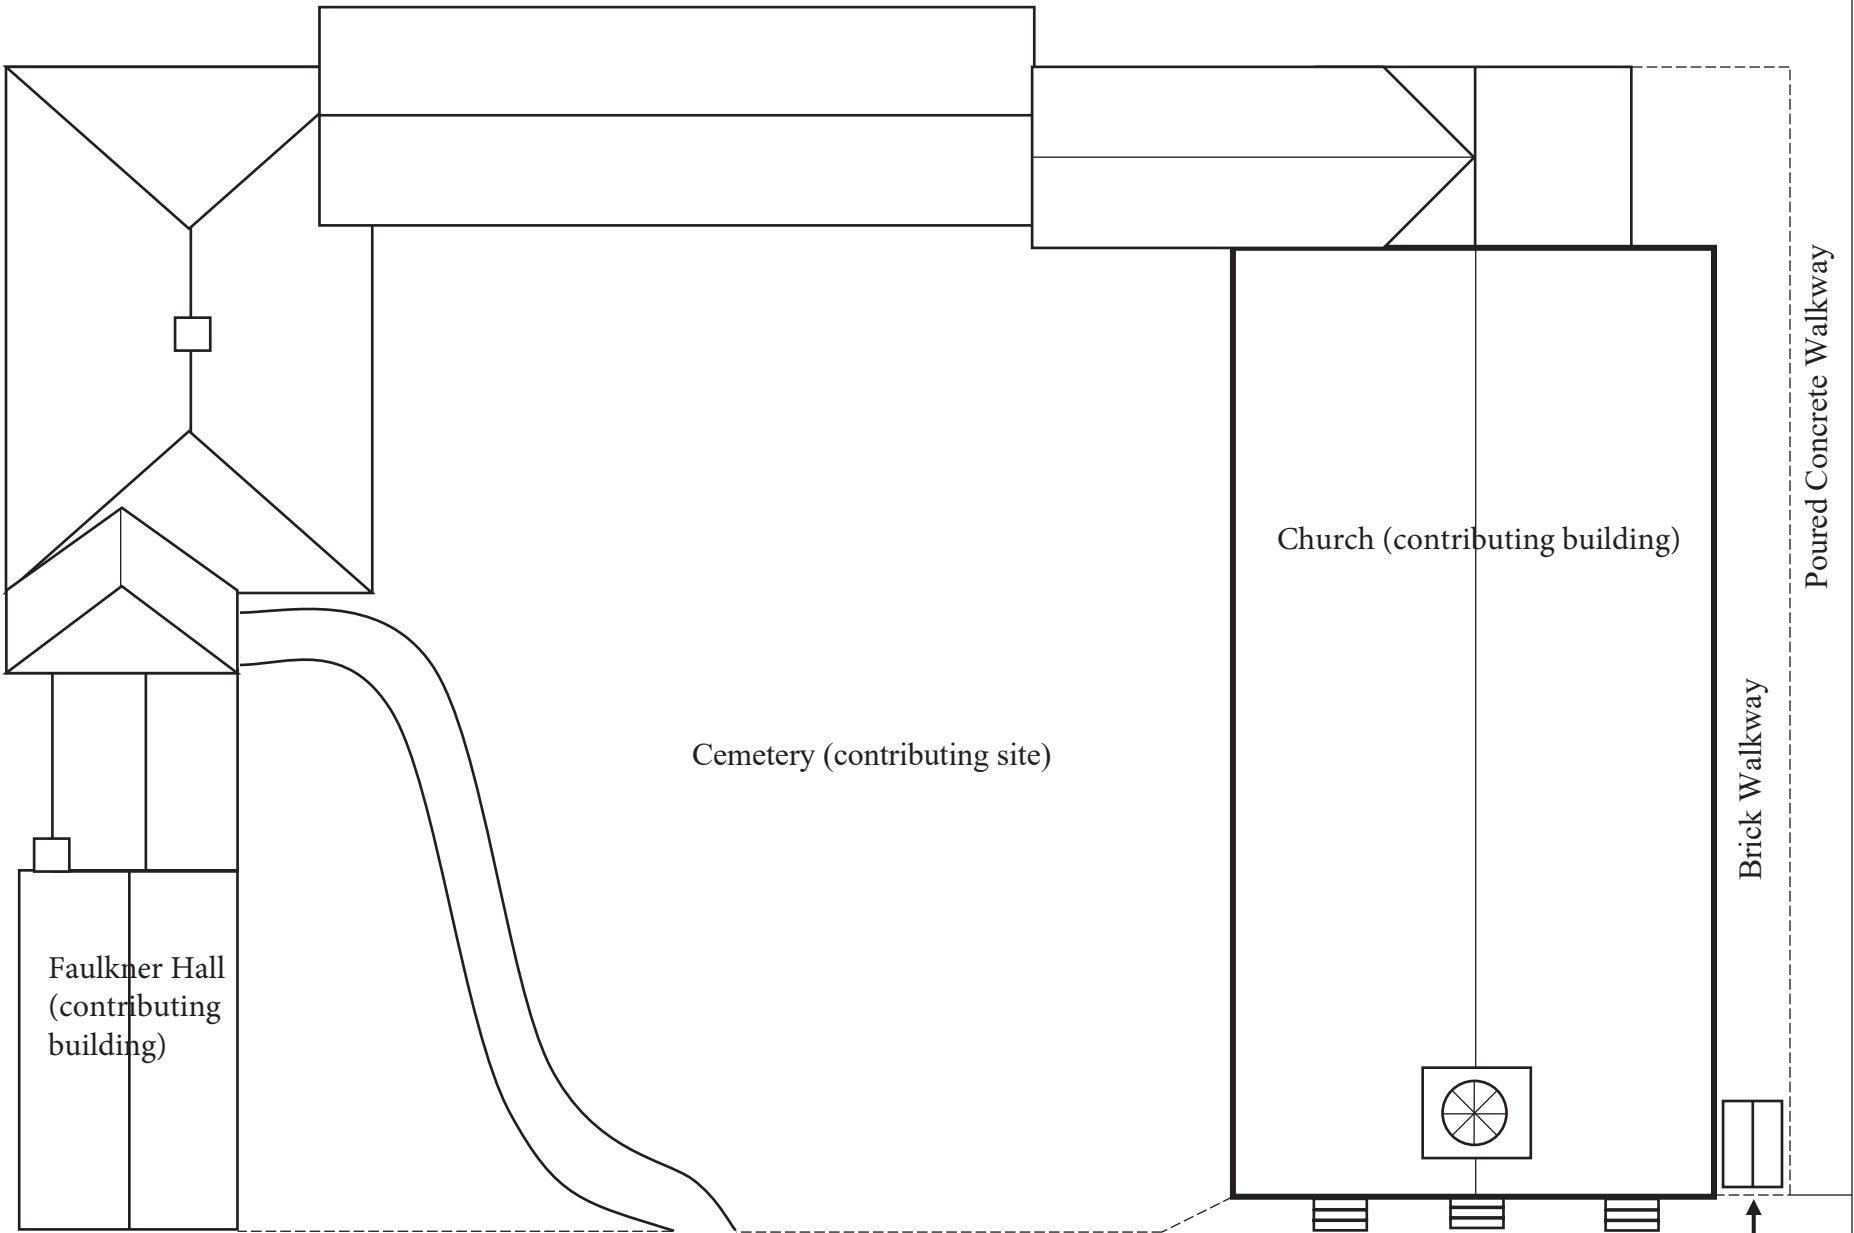 Poured Concrete Walkway
Church (contributing building)
Brick Walkway
Cemetery (contributing site)
Faulkner Hall
(contributing
building)